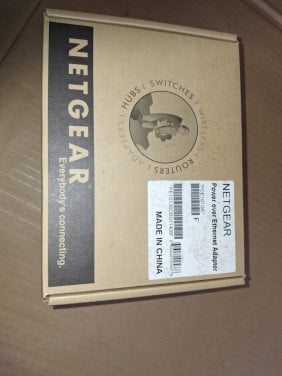 NETGEAR
Everybody's connecting.
HUBS | SWITCHES | WIRELESS | ROUTERS | ADAPTERS |
NETGEAR
Power over Ethernet Adapter
F
MADE IN CHINA